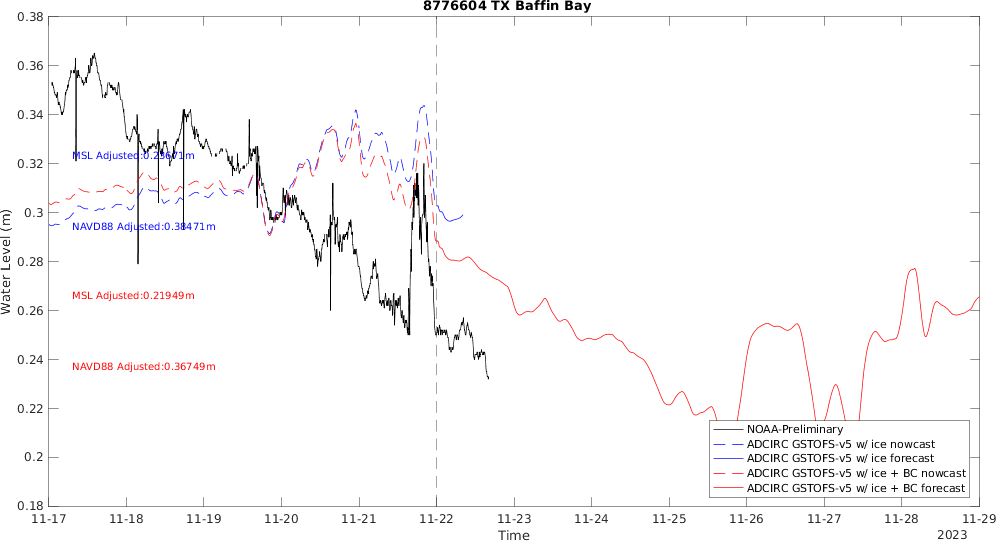 8776604 TX Baffin Bay
0.38
0.36
0.34
0.32
0.3
0.28
0.26
0.24
0.22
0.2
0.18
Water Level (m)
NAVD88 Adjusted:0.38471m
MSL Adjusted:0.21949m
NAVD88 Adjusted:0.36749m
NOAA-Preliminary
ADCIRC GSTOFS-v5 w/ ice nowcast
ADCIRC GSTOFS-v5 w/ ice forecast
ADCIRC GSTOFS-v5 w/ ice + BC nowcast
ADCIRC GSTOFS-v5 w/ ice + BC forecast
11-17 11-18 11-19 11-20 11-21 11-22 11-23 11-24 11-25 11-26 11-27 11-28 11-29
Time
2023
MSL Adjusted: